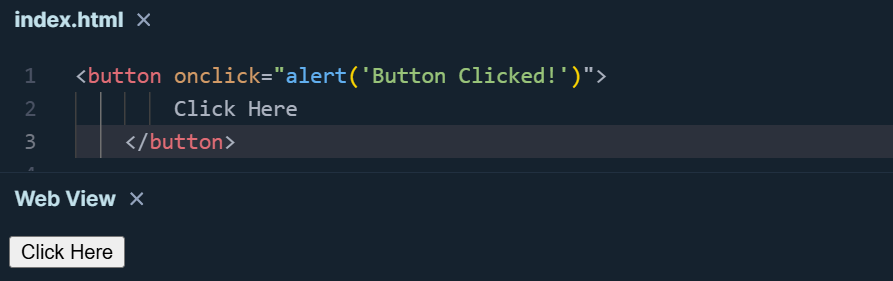 index.html ×
1 <button onclick="alert('Button Clicked!')">
2 Click Here
3 </button>
Web View ×
Click Here